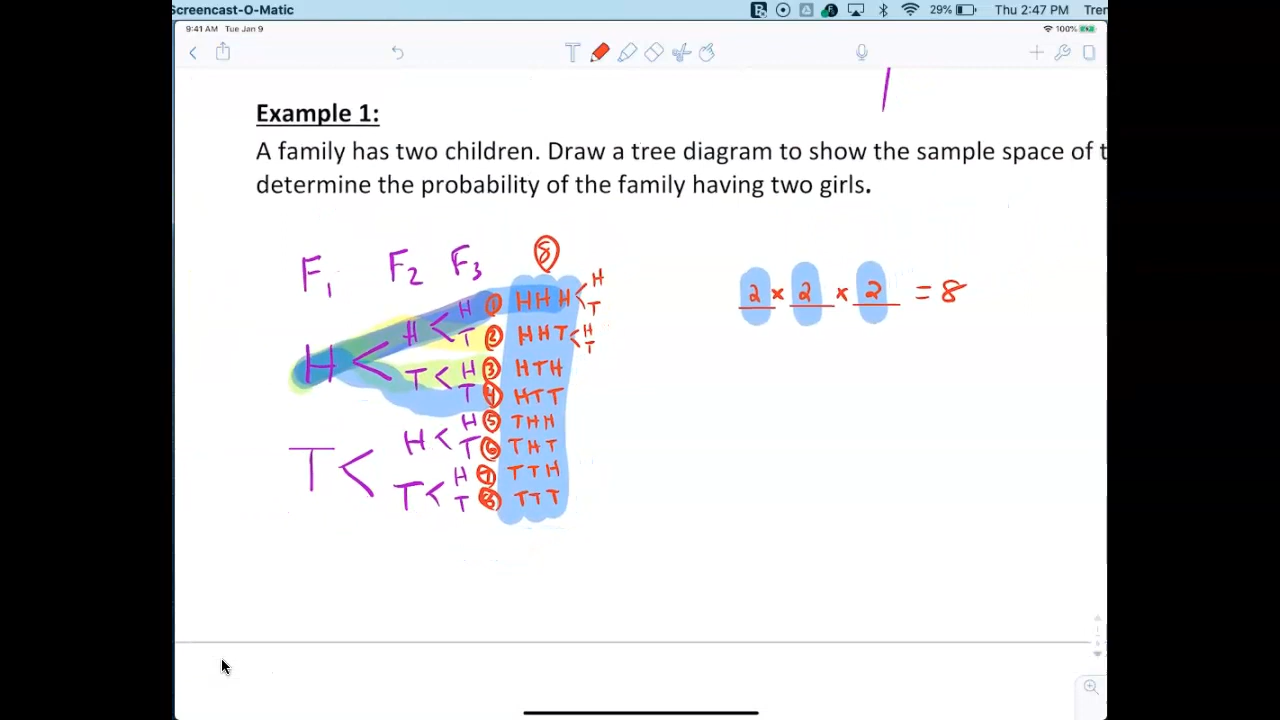 Screencast-O-Matic
29%
Thu 2:47 PM
Tren
9:41 AM Tue Jan 9
100%
Example 1:
A family has two children. Draw a tree diagram to show the sample space of t
determine the probability of the family having two girls.
F1 F2 F3
8
H
H
T
H
T
H
T
T
H
H
T
T
H
T
1 HHH
H
T
2 HHT
H
T
3 HTH
4 HTT
5 THH
6 THT
7 TTH
8 TTT
2 × 2 × 2 = 8